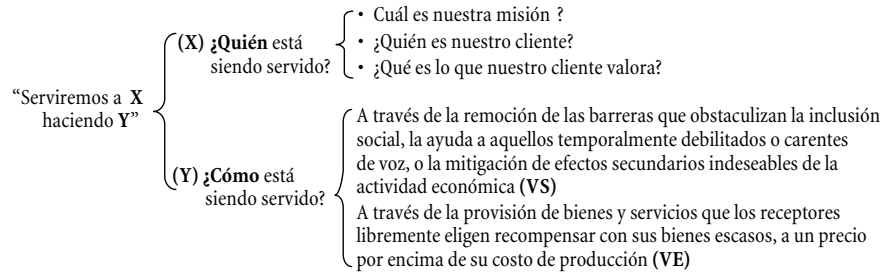 “Serviremos a X
haciendo Y”
(X) ¿Quién está
siendo servido?
• Cuál es nuestra misión ?
• ¿Quién es nuestro cliente?
• ¿Qué es lo que nuestro cliente valora?
(Y) ¿Cómo está
siendo servido?
A través de la remoción de las barreras que obstaculizan la inclusión
social, la ayuda a aquellos temporalmente debilitados o carentes
de voz, o la mitigación de efectos secundarios indeseables de la
actividad económica (VS)
A través de la provisión de bienes y servicios que los receptores
libremente eligen recompensar con sus bienes escasos, a un precio
por encima de su costo de producción (VE)